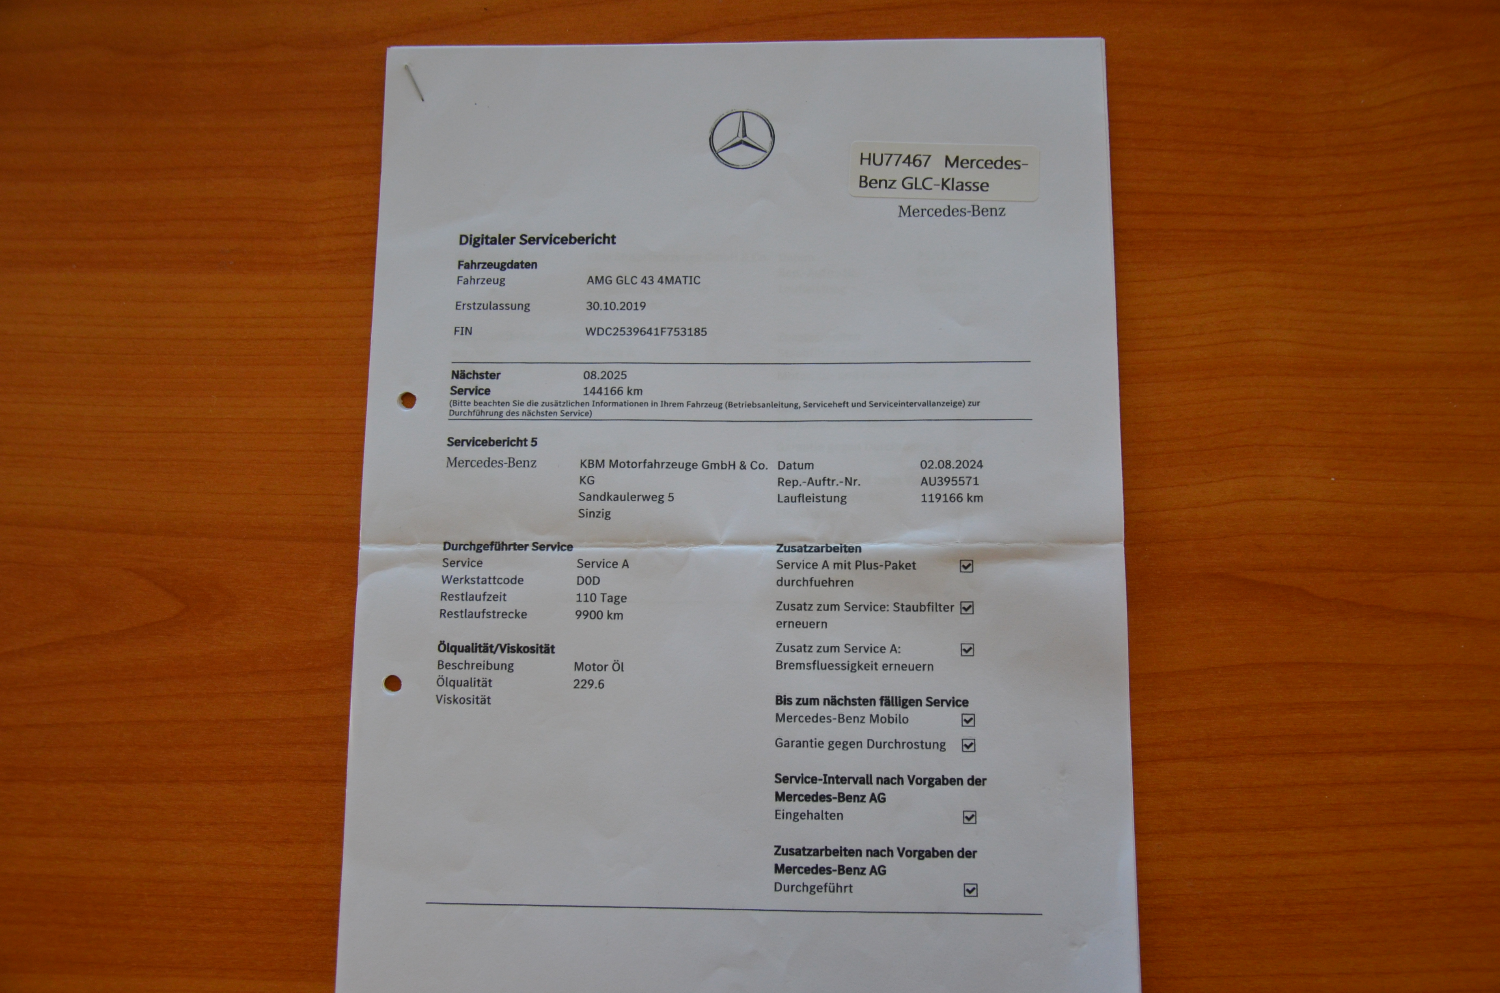 HU77467 Mercedes-
Benz GLC-Klasse
Mercedes-Benz
Digitaler Servicebericht
Fahrzeugdaten
Fahrzeug AMG GLC 43 4MATIC
Erstzulassung 30.10.2019
FIN WDC2539641F753185
Nächster 08.2025
Service 144166 km
(Bitte beachten Sie die zusätzlichen Informationen in Ihrem Fahrzeug (Betriebsanleitung, Serviceheft und Serviceintervallanzeige) zur
Durchführung des nächsten Service)
Servicebericht 5
Mercedes-Benz KBM Motorfahrzeuge GmbH & Co. Datum 02.08.2024
KG Rep.-Auftr.-Nr. AU395571
Sandkaulerweg 5 Laufleistung 119166 km
Sinzig
Durchgeführter Service
Service Service A
Werkstattcode D0D
Restlaufzeit 110 Tage
Restlaufstrecke 9900 km
Ölqualität/Viskosität
Beschreibung Motor Öl
Ölqualität 229.6
Viskosität
Zusatzarbeiten
Service A mit Plus-Paket
durchfuehren
Zusatz zum Service: Staubfilter
erneuern
Zusatz zum Service A:
Bremsfluessigkeit erneuern
Bis zum nächsten fälligen Service
Mercedes-Benz Mobilo
Garantie gegen Durchrostung
Service-Intervall nach Vorgaben der
Mercedes-Benz AG
Eingehalten
Zusatzarbeiten nach Vorgaben der
Mercedes-Benz AG
Durchgeführt